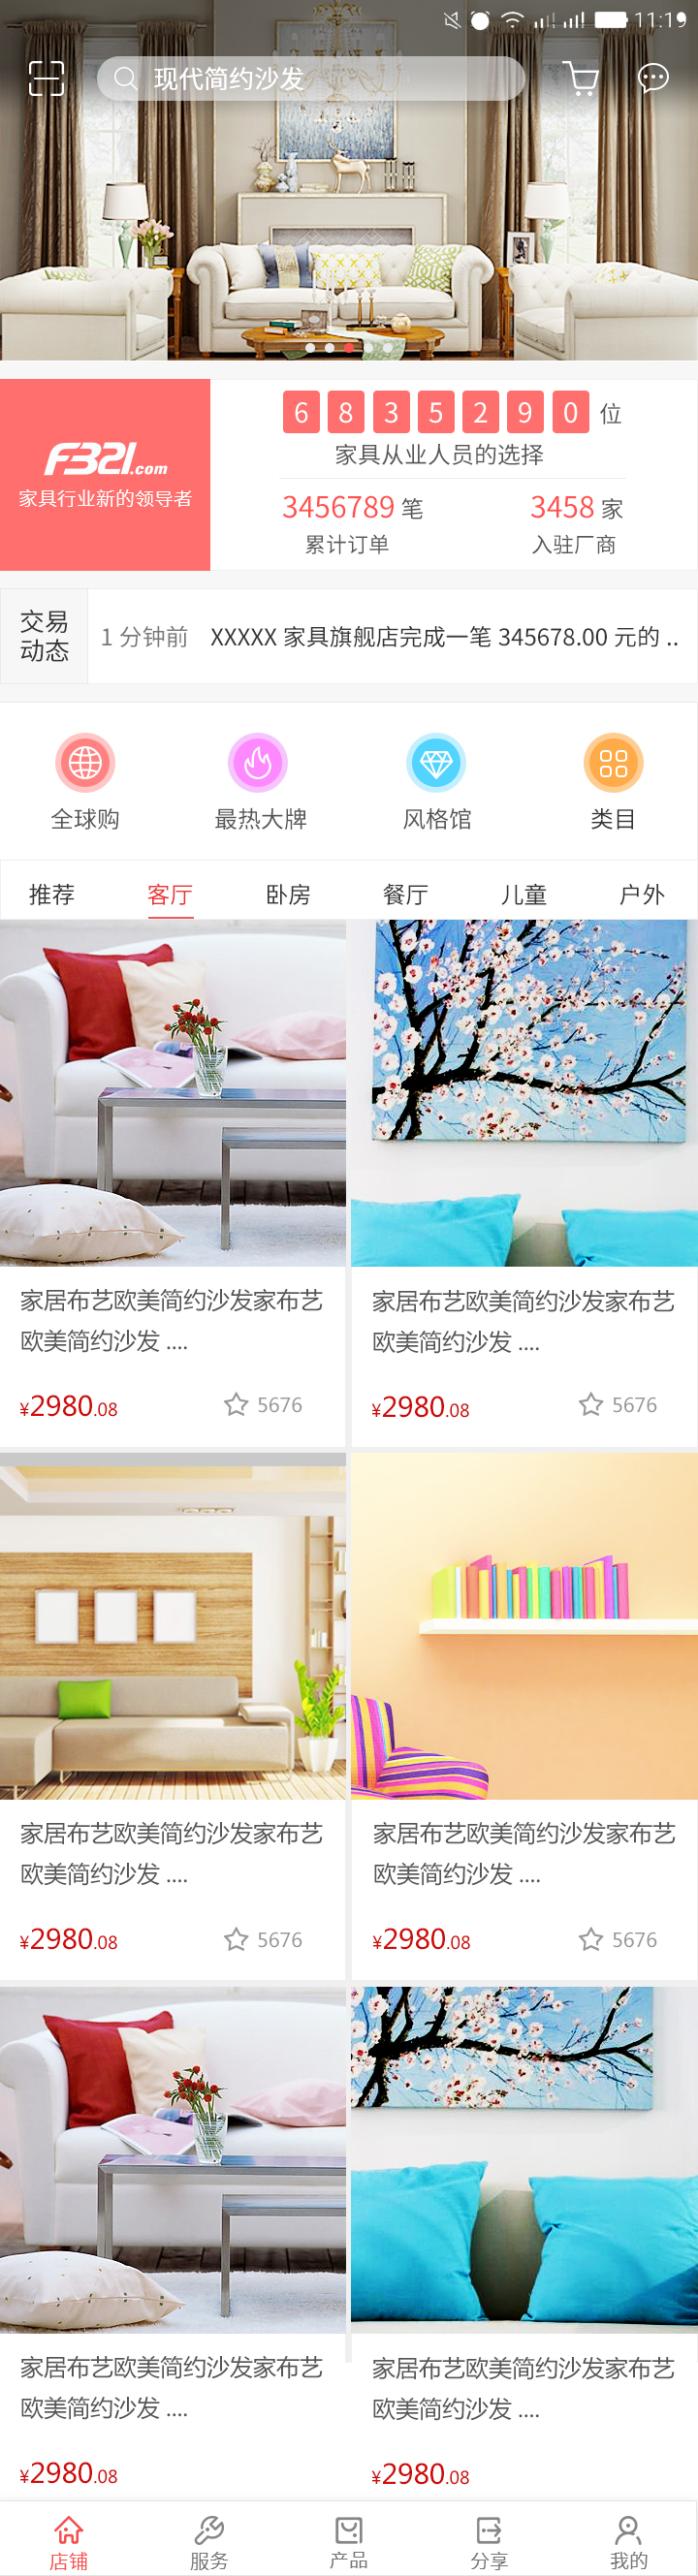 11:19
现代简约沙发
6 8 3 5 2 9 0 位
家具从业人员的选择
F321.com
家具行业新的领导者
3456789 笔
3458 家
累计订单
入驻厂商
交易
动态
1 分钟前 XXXXX 家具旗舰店完成一笔 345678.00 元的 ..
全球购
最热大牌
风格馆
类目
推荐
客厅
卧房
餐厅
儿童
户外
家居布艺欧美简约沙发家布艺
欧美简约沙发 ....
¥2980.08
5676
家居布艺欧美简约沙发家布艺
欧美简约沙发 ....
¥2980.08
5676
家居布艺欧美简约沙发家布艺
欧美简约沙发 ....
¥2980.08
5676
家居布艺欧美简约沙发家布艺
欧美简约沙发 ....
¥2980.08
5676
家居布艺欧美简约沙发家布艺
欧美简约沙发 ....
¥2980.08
家居布艺欧美简约沙发家布艺
欧美简约沙发 ....
¥2980.08
店铺
服务
产品
分享
我的